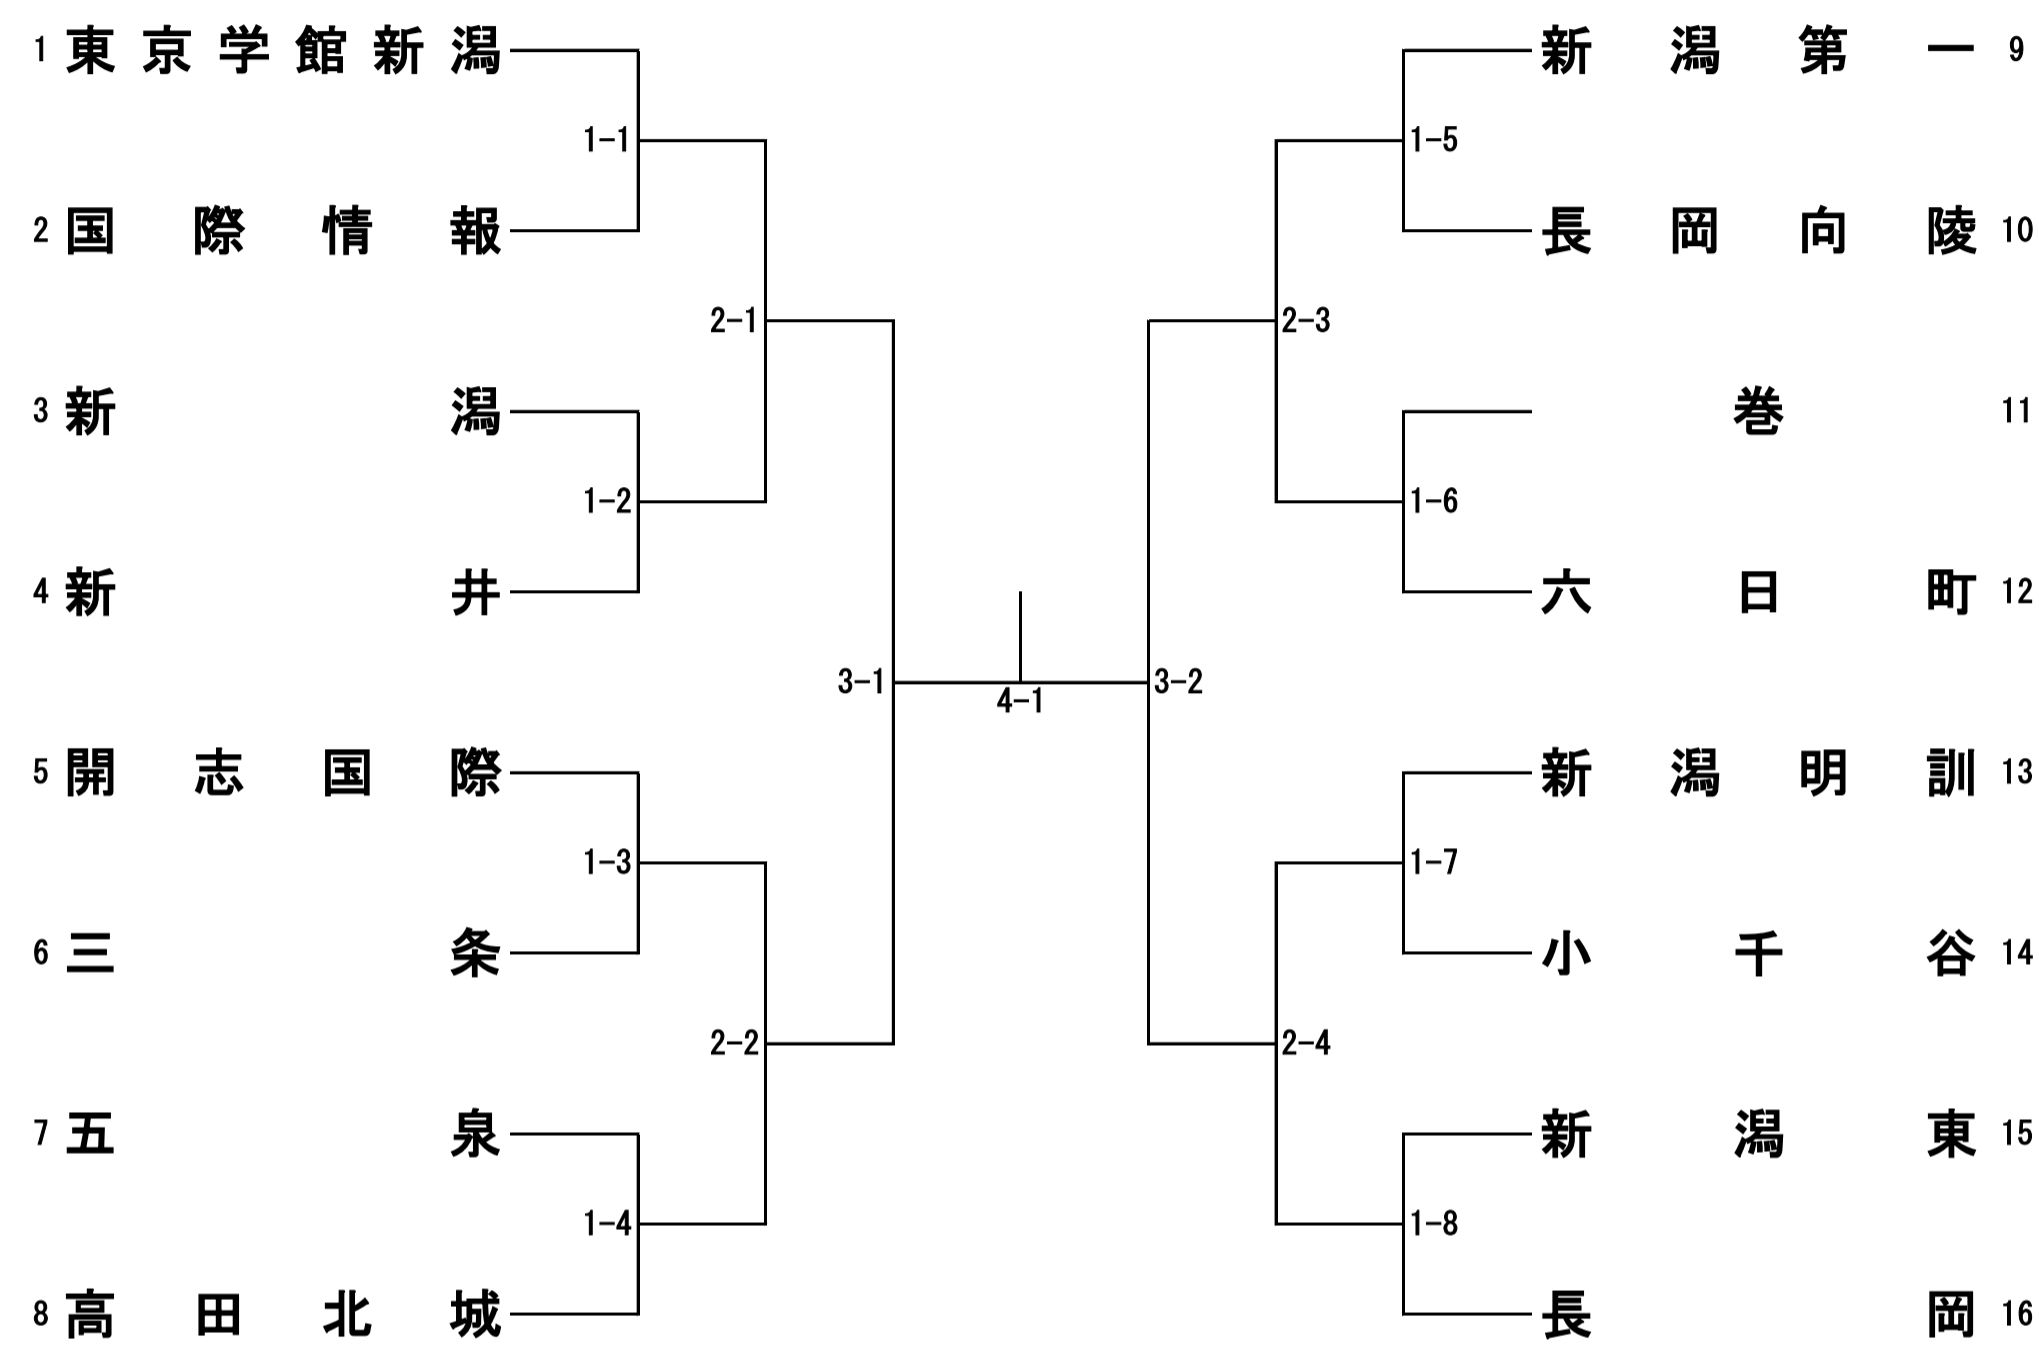 1 東京学館新潟
新潟第一 9
1-1
1-5
2 国際情報
長岡向陵 10
2-1
2-3
3 新潟
巻 11
1-2
1-6
4 新井
六日町 12
3-1
3-2
4-1
5 開志国際
新潟明訓 13
1-3
1-7
6 三条
小千谷 14
2-2
2-4
7 五泉
新潟東 15
1-4
1-8
8 高田北城
長岡 16